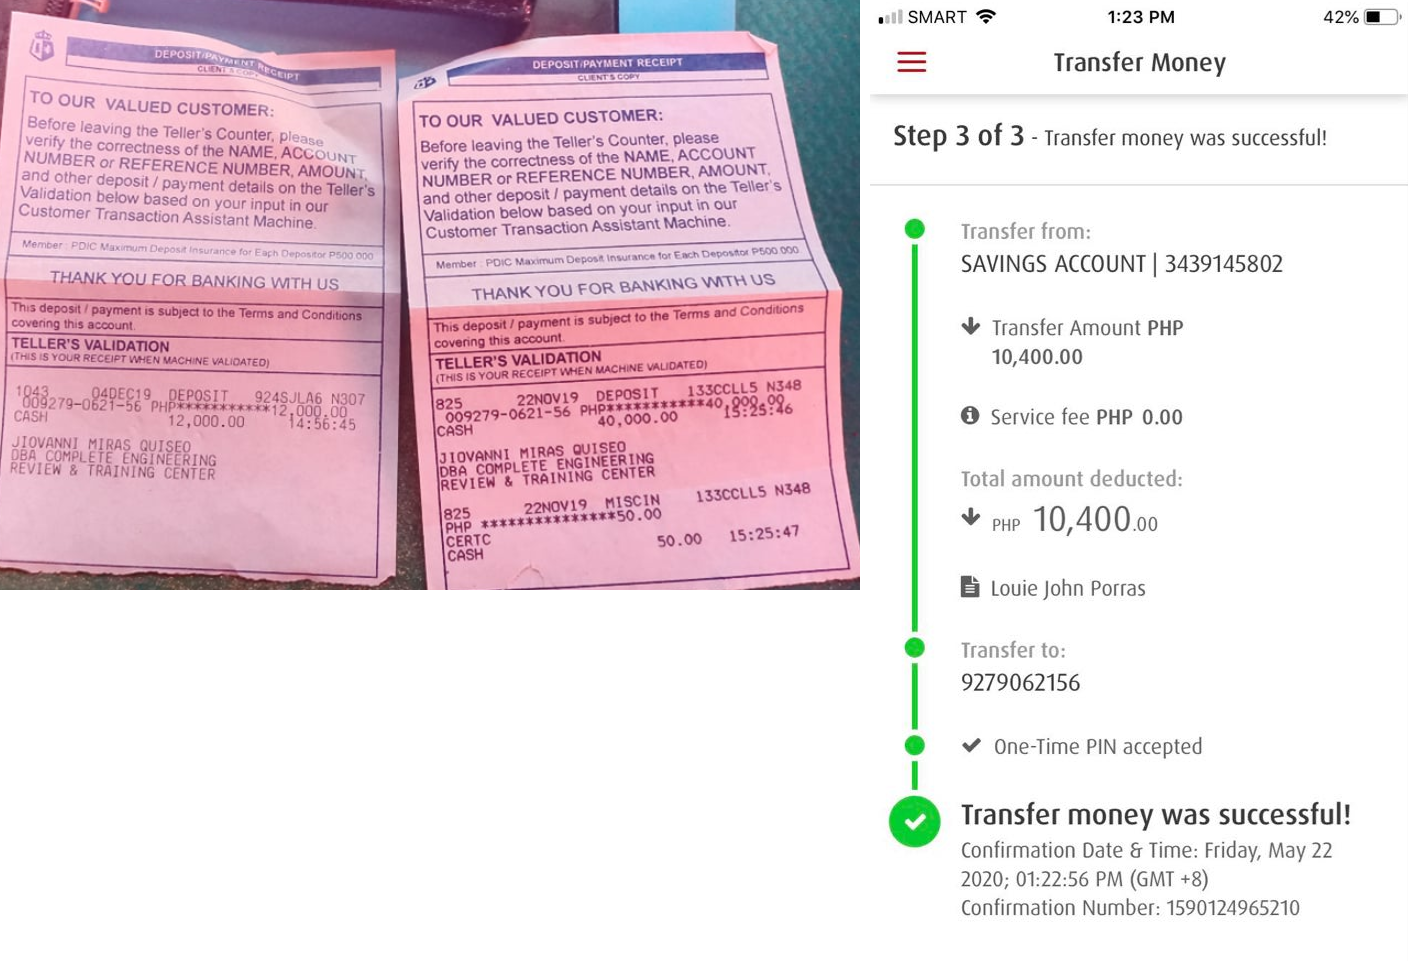 DEPOSIT/PAYMENT RECEIPT
CLIENT'S COPY
TO OUR VALUED CUSTOMER:
Before leaving the Teller's Counter, please
verify the correctness of the NAME, ACCOUNT
NUMBER or REFERENCE NUMBER, AMOUNT,
and other deposit / payment details on the Teller's
Validation below based on your input in our
Customer Transaction Assistant Machine.
Member : PDIC Maximum Deposit Insurance for Each Depositor P500 000
THANK YOU FOR BANKING WITH US
This deposit / payment is subject to the Terms and Conditions
covering this account.
TELLER'S VALIDATION
(THIS IS YOUR RECEIPT WHEN MACHINE VALIDATED)
1043 04DEC19 DEPOSIT 924SJLA6 N307
009279-0621-56 PHP***********12,000.00
CASH 12,000.00 14:56:45
JIOVANNI MIRAS QUISEO
DBA COMPLETE ENGINEERING
REVIEW & TRAINING CENTER
DEPOSIT/PAYMENT RECEIPT
CLIENT'S COPY
TO OUR VALUED CUSTOMER:
Before leaving the Teller's Counter, please
verify the correctness of the NAME, ACCOUNT
NUMBER or REFERENCE NUMBER, AMOUNT,
and other deposit / payment details on the Teller's
Validation below based on your input in our
Customer Transaction Assistant Machine.
Member : PDIC Maximum Deposit Insurance for Each Depositor P500 000
THANK YOU FOR BANKING WITH US
This deposit / payment is subject to the Terms and Conditions
covering this account.
TELLER'S VALIDATION
(THIS IS YOUR RECEIPT WHEN MACHINE VALIDATED)
825 22NOV19 DEPOSIT 133CCLL5 N348
009279-0621-56 PHP***********40,000.00
CASH 40,000.00 15:25:46
JIOVANNI MIRAS QUISEO
DBA COMPLETE ENGINEERING
REVIEW & TRAINING CENTER
825 22NOV19 MISCIN 133CCLL5 N348
PHP ***************50.00
CERTC 50.00 15:25:47
CASH
SMART 1:23 PM 42%
Transfer Money
Step 3 of 3 - Transfer money was successful!
Transfer from:
SAVINGS ACCOUNT | 3439145802
Transfer Amount PHP
10,400.00
Service fee PHP 0.00
Total amount deducted:
PHP 10,400.00
Louie John Porras
Transfer to:
9279062156
One-Time PIN accepted
Transfer money was successful!
Confirmation Date & Time: Friday, May 22
2020; 01:22:56 PM (GMT +8)
Confirmation Number: 1590124965210